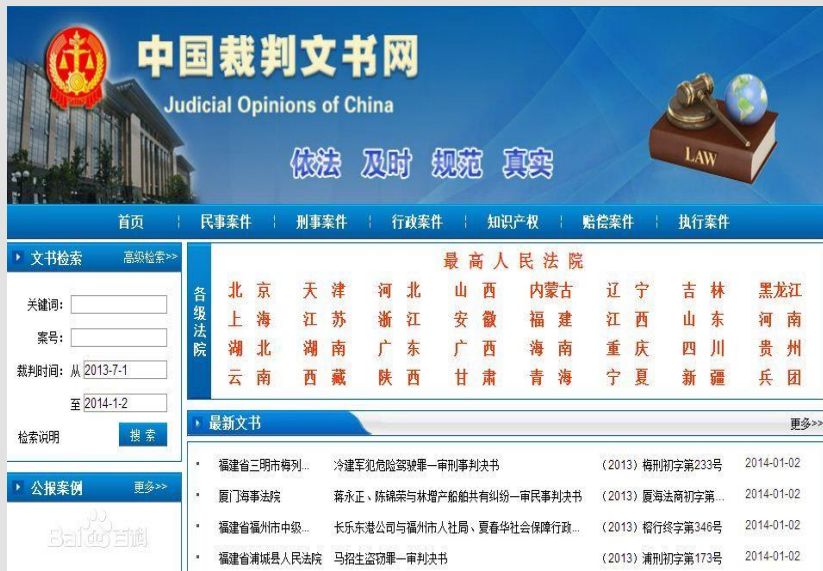 中国裁判文书网
Judicial Opinions of China
依法 及时 规范 真实
LAW
首页 民事案件 刑事案件 行政案件 知识产权 赔偿案件 执行案件
文书检索 高级检索>>
关键词:
案号:
裁判时间: 从 2013-7-1
至 2014-1-2
检索说明 搜 索
公报案例 更多>>
Baidu百科
各级法院
最高人民法院
北京 天津 河北 山西 内蒙古 辽宁 吉林 黑龙江
上海 江苏 浙江 安徽 福建 江西 山东 河南
湖北 湖南 广东 广西 海南 重庆 四川 贵州
云南 西藏 陕西 甘肃 青海 宁夏 新疆 兵团
最新文书 更多>>
福建省三明市梅列... 冷建军犯危险驾驶罪一审刑事判决书 (2013) 梅刑初字第233号 2014-01-02
厦门海事法院 蒋永正、陈锦荣与林增产船舶共有纠纷一审民事判决书 (2013) 厦海法商初字第... 2014-01-02
福建省福州市中级... 长乐东港公司与福州市人社局、夏春华社会保障行政... (2013) 榕行终字第346号 2014-01-02
福建省浦城县人民法院 马招生盗窃罪一审判决书 (2013) 浦刑初字第173号 2014-01-02